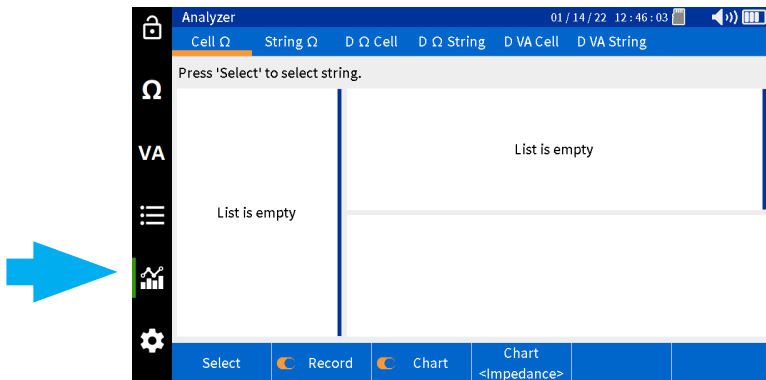 Analyzer
01/14/22 12:46:03
Cell Ω String Ω D Ω Cell D Ω String D VA Cell D VA String
Press 'Select' to select string.
Ω
VA
List is empty
List is empty
Select Record Chart Chart
<Impedance>